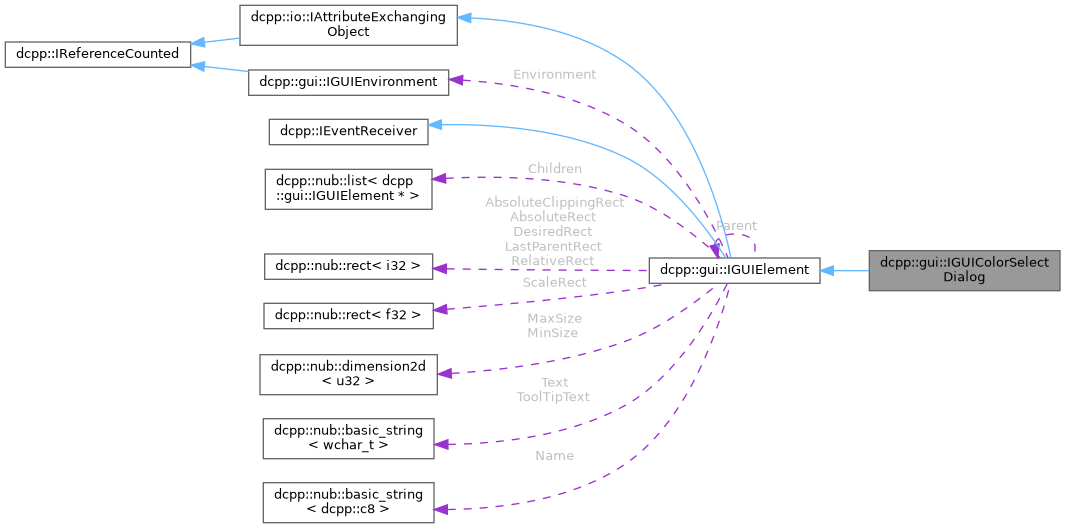 dcpp::io::IAttributeExchanging
Object
dcpp::IReferenceCounted
Environment
dcpp::gui::IGUIEnvironment
dcpp::IEventReceiver
Children
dcpp::nub::list< dcpp
::gui::IGUIElement * >
AbsoluteClippingRect
AbsoluteRect
DesiredRect
LastParentRect
RelativeRect
Parent
dcpp::nub::rect< i32 >
dcpp::gui::IGUIElement
dcpp::gui::IGUIColorSelect
Dialog
ScaleRect
dcpp::nub::rect< f32 >
MaxSize
MinSize
dcpp::nub::dimension2d
< u32 >
Text
ToolTipText
dcpp::nub::basic_string
< wchar_t >
Name
dcpp::nub::basic_string
< dcpp::c8 >